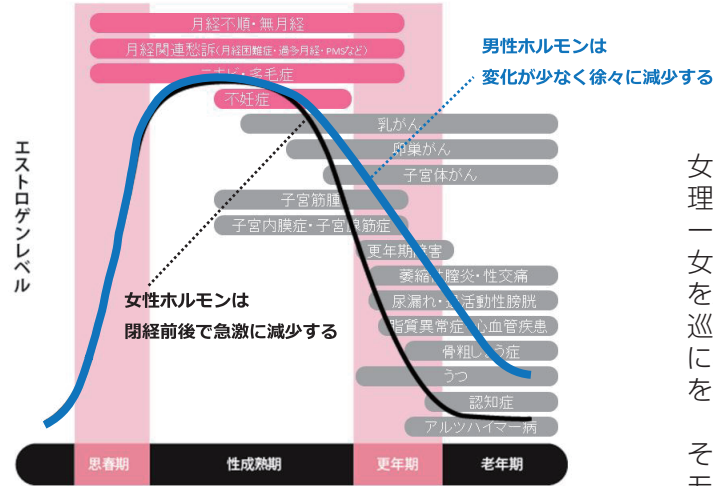 月経不順・無月経
月経関連愁訴(月経困難症・過多月経・PMSなど)
ニキビ・多毛症
不妊症
男性ホルモンは
変化が少なく徐々に減少する
乳がん
卵巣がん
子宮体がん
子宮筋腫
子宮内膜症・子宮腺筋症
更年期障害
萎縮性膣炎・性交痛
尿漏れ・過活動性膀胱
脂質異常症・心血管疾患
骨粗しょう症
うつ
認知症
アルツハイマー病
エストロゲンレベル
女性ホルモンは
閉経前後で急激に減少する
思春期
性成熟期
更年期
老年期
女
理
一
女
を
巡
に
を
そ